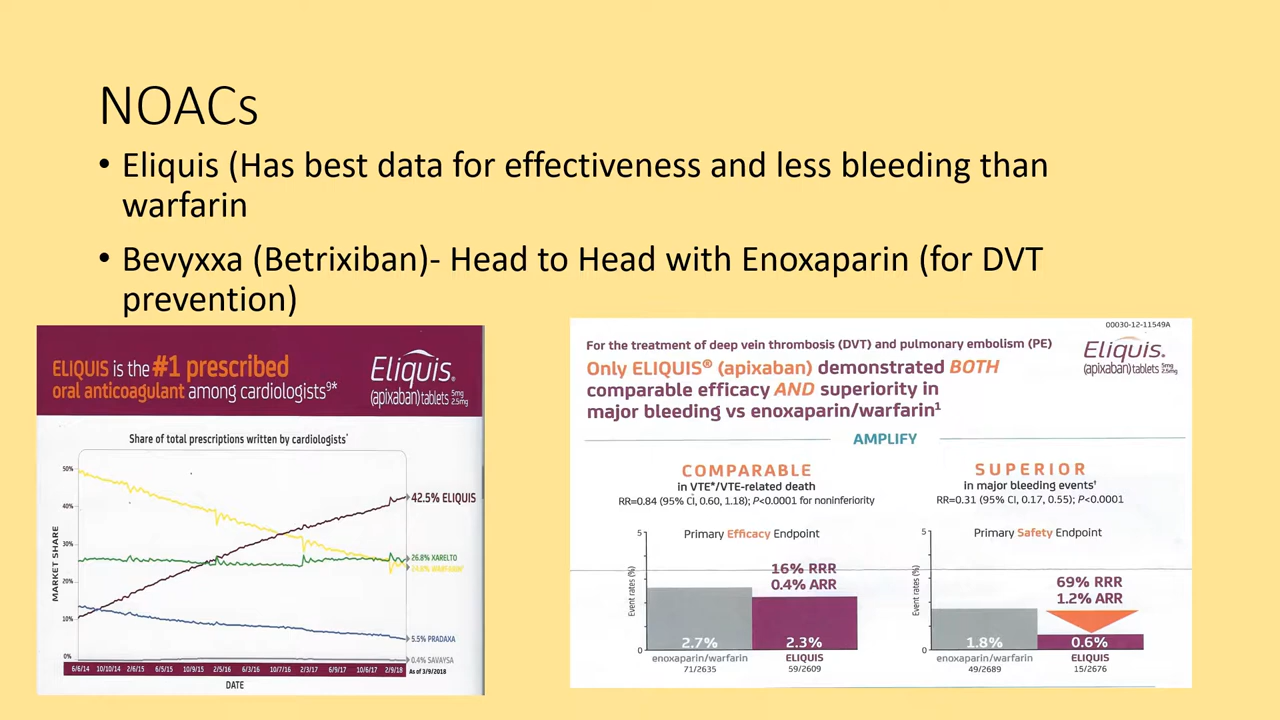 NOACs
• Eliquis (Has best data for effectiveness and less bleeding than
warfarin
• Bevyxxa (Betrixiban)- Head to Head with Enoxaparin (for DVT
prevention)
ELIQUIS is the #1 prescribed
oral anticoagulant among cardiologists⁹*
Eliquis.
(apixaban) tablets 5mg 2.5mg
Share of total prescriptions written by cardiologists*
MARKET SHARE
50%
40%
30%
20%
10%
0%
42.5% ELIQUIS
26.8% XARELTO
24.8% WARFARIN
5.5% PRADAXA
0.4% SAVAYSA
6/6/14 10/10/14 2/6/15 6/5/15 10/9/15 2/5/16 6/3/16 10/7/16 2/3/17 6/9/17 10/6/17 2/9/18
As of 3/9/2018
DATE
00030-12-11549A
For the treatment of deep vein thrombosis (DVT) and pulmonary embolism (PE)
Only ELIQUIS® (apixaban) demonstrated BOTH
comparable efficacy AND superiority in
major bleeding vs enoxaparin/warfarin¹
Eliquis.
(apixaban) tablets 5mg 2.5mg
AMPLIFY
COMPARABLE
in VTE*/VTE-related death
RR=0.84 (95% CI, 0.60, 1.18); P<0.0001 for noninferiority
Primary Efficacy Endpoint
Event rates (%)
5
0
16% RRR
0.4% ARR
2.7%
2.3%
enoxaparin/warfarin
71/2635
ELIQUIS
59/2609
SUPERIOR
in major bleeding events†
RR=0.31 (95% CI, 0.17, 0.55); P<0.0001
Primary Safety Endpoint
Event rates (%)
5
0
69% RRR
1.2% ARR
1.8%
0.6%
enoxaparin/warfarin
49/2689
ELIQUIS
15/2676